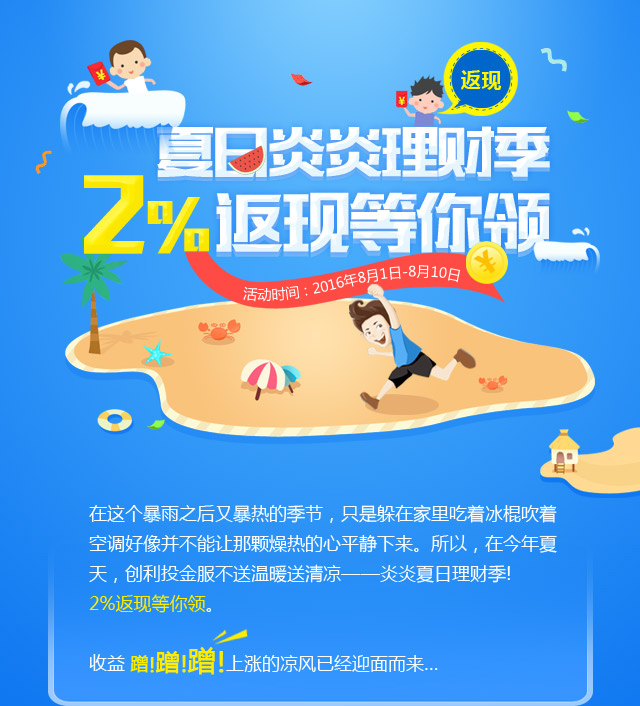 返现
夏日炎炎理财季
2%返现等你领
活动时间：2016年8月1日-8月10日
在这个暴雨之后又暴热的季节，只是躲在家里吃着冰棍吹着
空调好像并不能让那颗燥热的心平静下来。所以，在今年夏
天，创利投金服不送温暖送清凉——炎炎夏日理财季!
2%返现等你领。
收益 蹭!蹭!蹭!上涨的凉风已经迎面而来...